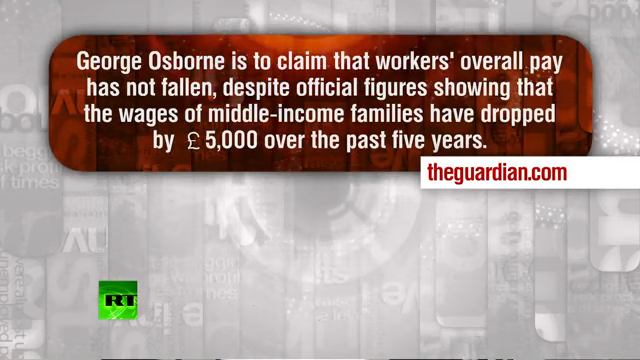 George Osborne is to claim that workers' overall pay
has not fallen, despite official figures showing that
the wages of middle-income families have dropped
by £5,000 over the past five years.
theguardian.com
RT